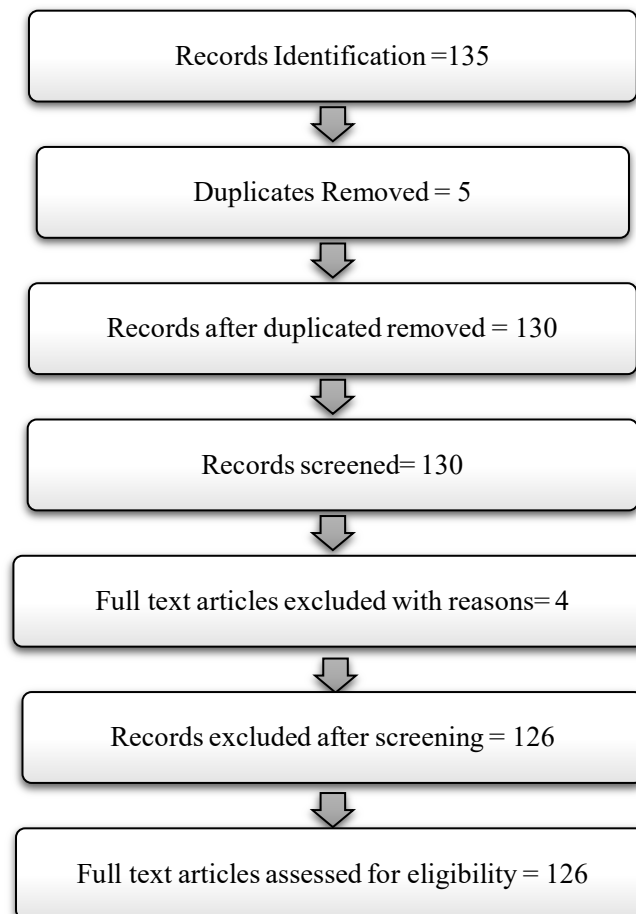 Records Identification =135
Duplicates Removed = 5
Records after duplicated removed = 130
Records screened= 130
Full text articles excluded with reasons= 4
Records excluded after screening = 126
Full text articles assessed for eligibility = 126